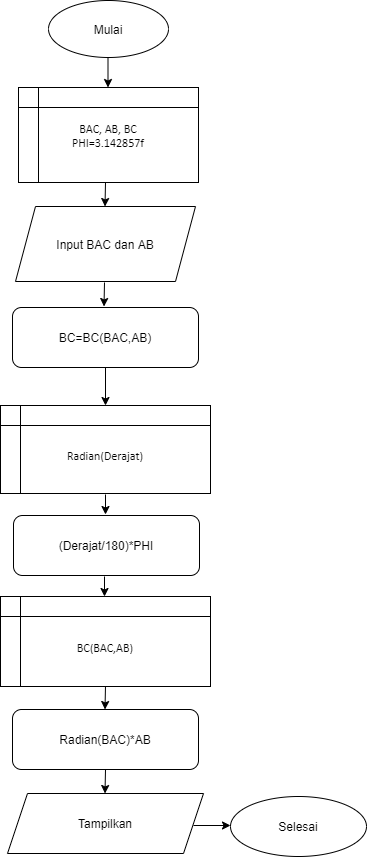 Mulai
BAC, AB, BC
PHI=3.142857f
Input BAC dan AB
BC=BC(BAC,AB)
Radian(Derajat)
(Derajat/180)*PHI
BC(BAC,AB)
Radian(BAC)*AB
Tampilkan
Selesai